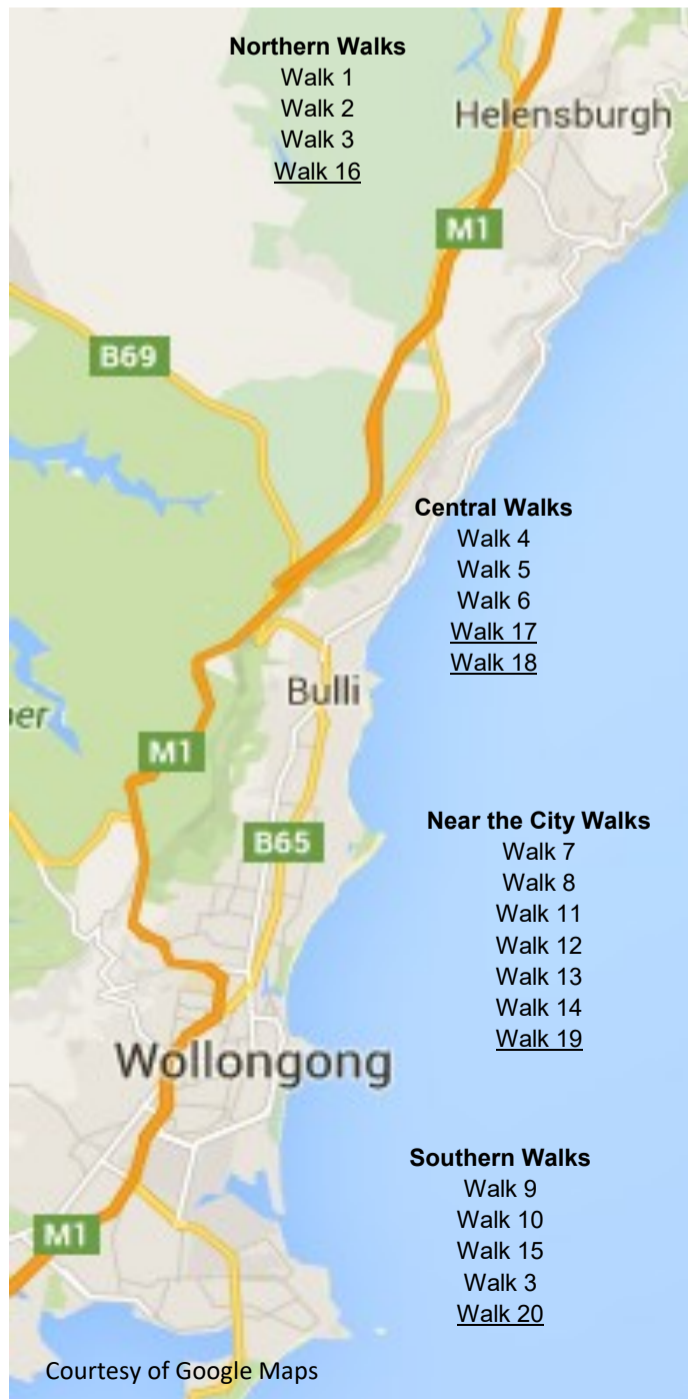 Northern Walks
Walk 1
Walk 2
Walk 3
Walk 16
Helensburgh
M1
B69
Central Walks
Walk 4
Walk 5
Walk 6
Walk 17
Walk 18
Bulli
er
M1
Near the City Walks
B65
Walk 7
Walk 8
Walk 11
Walk 12
Walk 13
Walk 14
Walk 19
Wollongong
Southern Walks
Walk 9
Walk 10
Walk 15
Walk 3
Walk 20
M1
Courtesy of Google Maps